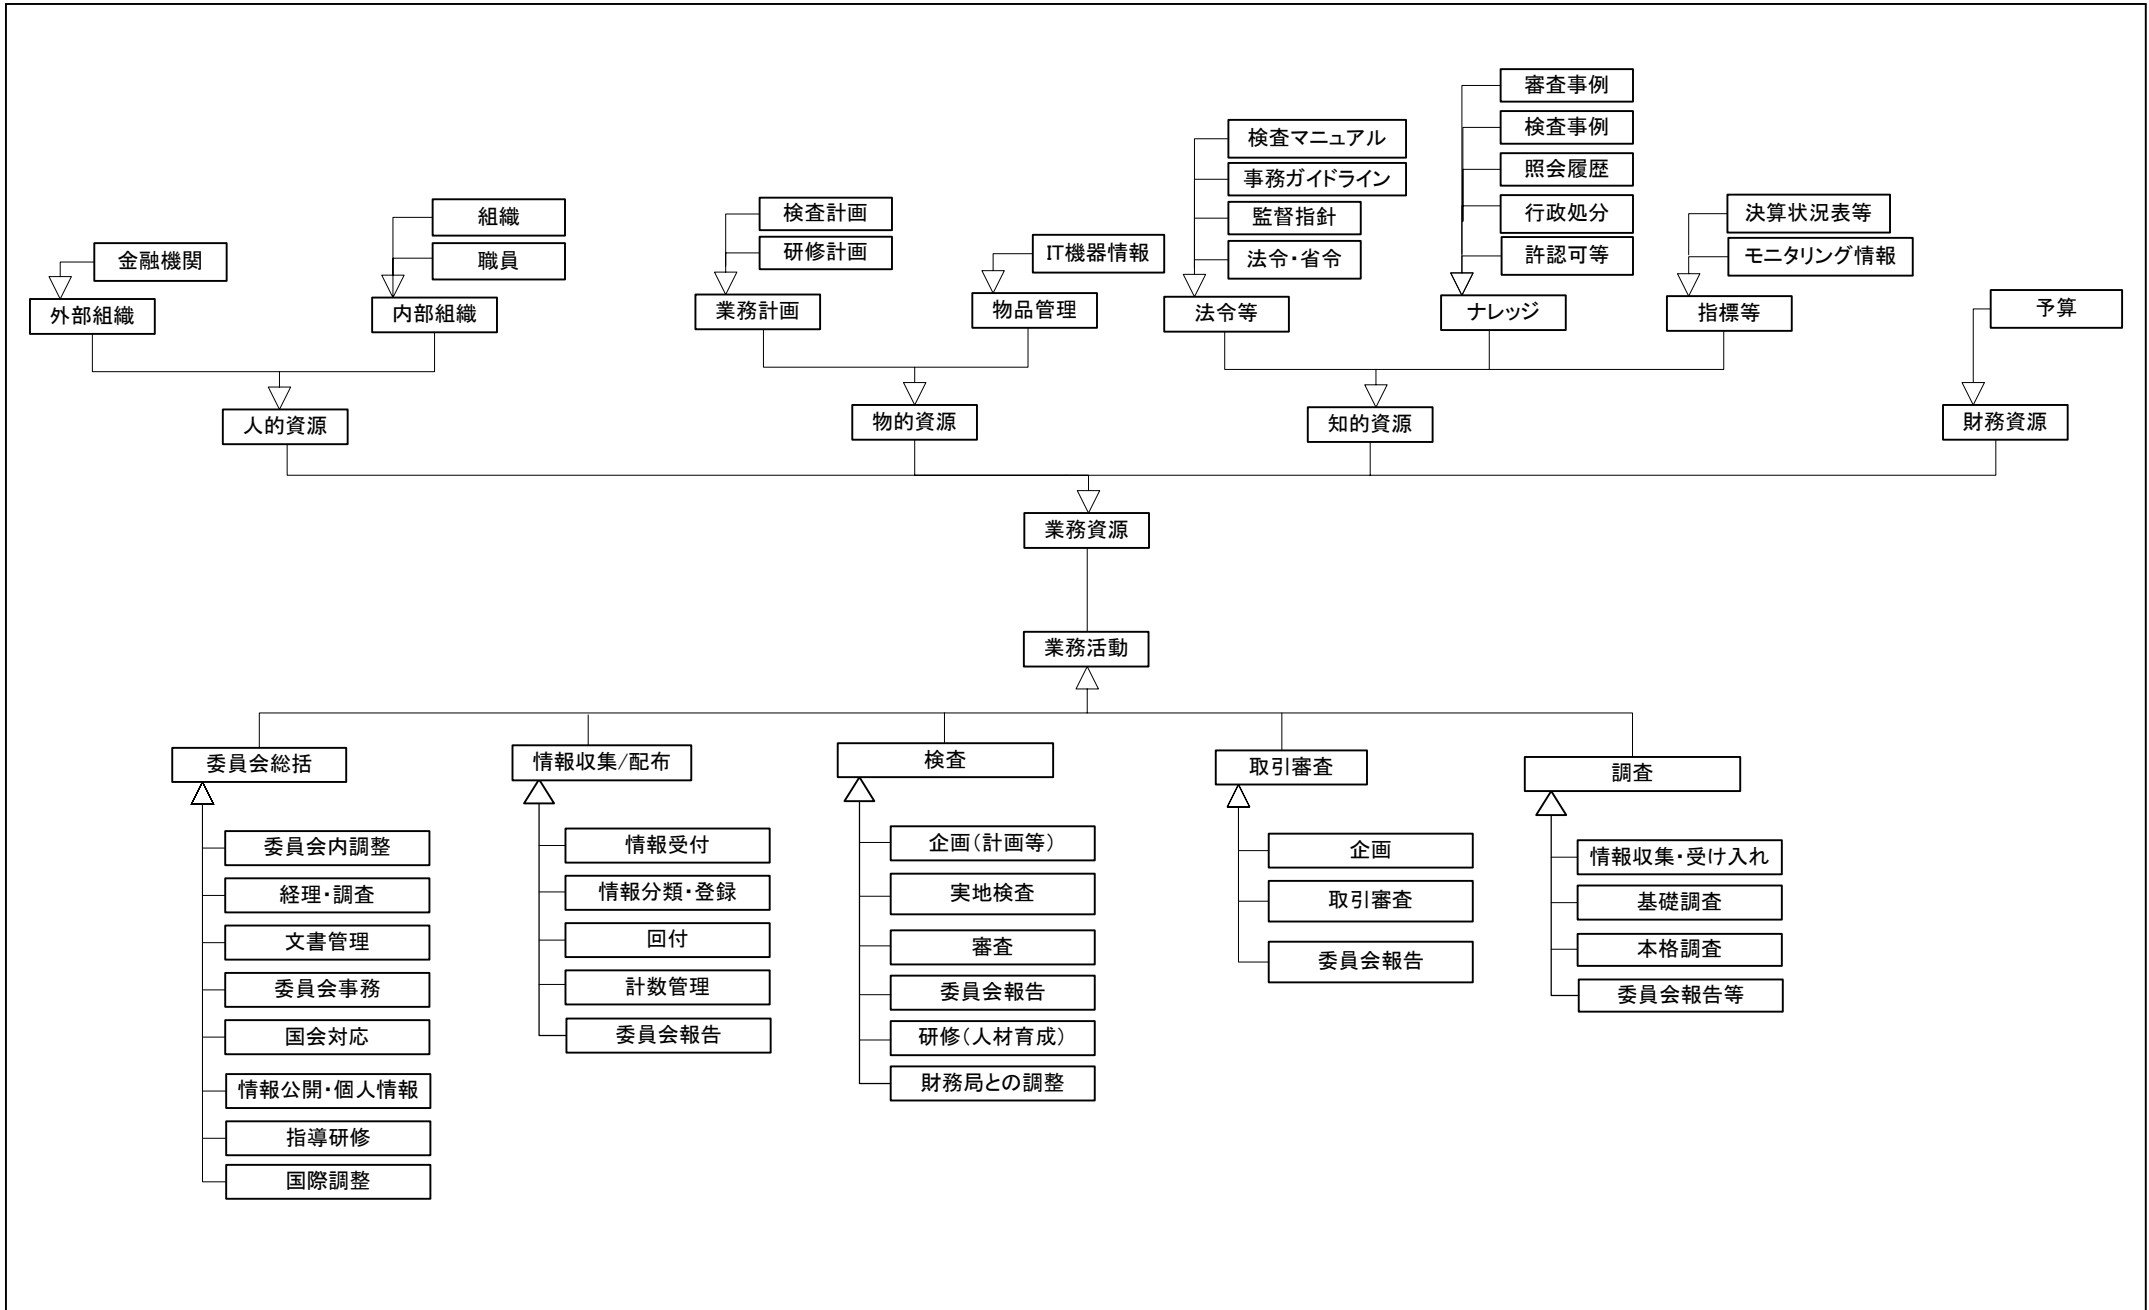 審査事例
検査事例
照会履歴
行政処分
許認可等
検査マニュアル
事務ガイドライン
監督指針
法令・省令
決算状況表等
モニタリング情報
組織
職員
検査計画
研修計画
IT機器情報
金融機関
外部組織
内部組織
業務計画
物品管理
法令等
ナレッジ
指標等
予算
人的資源
物的資源
知的資源
財務資源
業務資源
業務活動
委員会総括
情報収集/配布
検査
取引審査
調査
委員会内調整
経理・調査
文書管理
委員会事務
国会対応
情報公開・個人情報
指導研修
国際調整
情報受付
情報分類・登録
回付
計数管理
委員会報告
企画(計画等)
実地検査
審査
委員会報告
研修(人材育成)
財務局との調整
企画
取引審査
委員会報告
情報収集・受け入れ
基礎調査
本格調査
委員会報告等